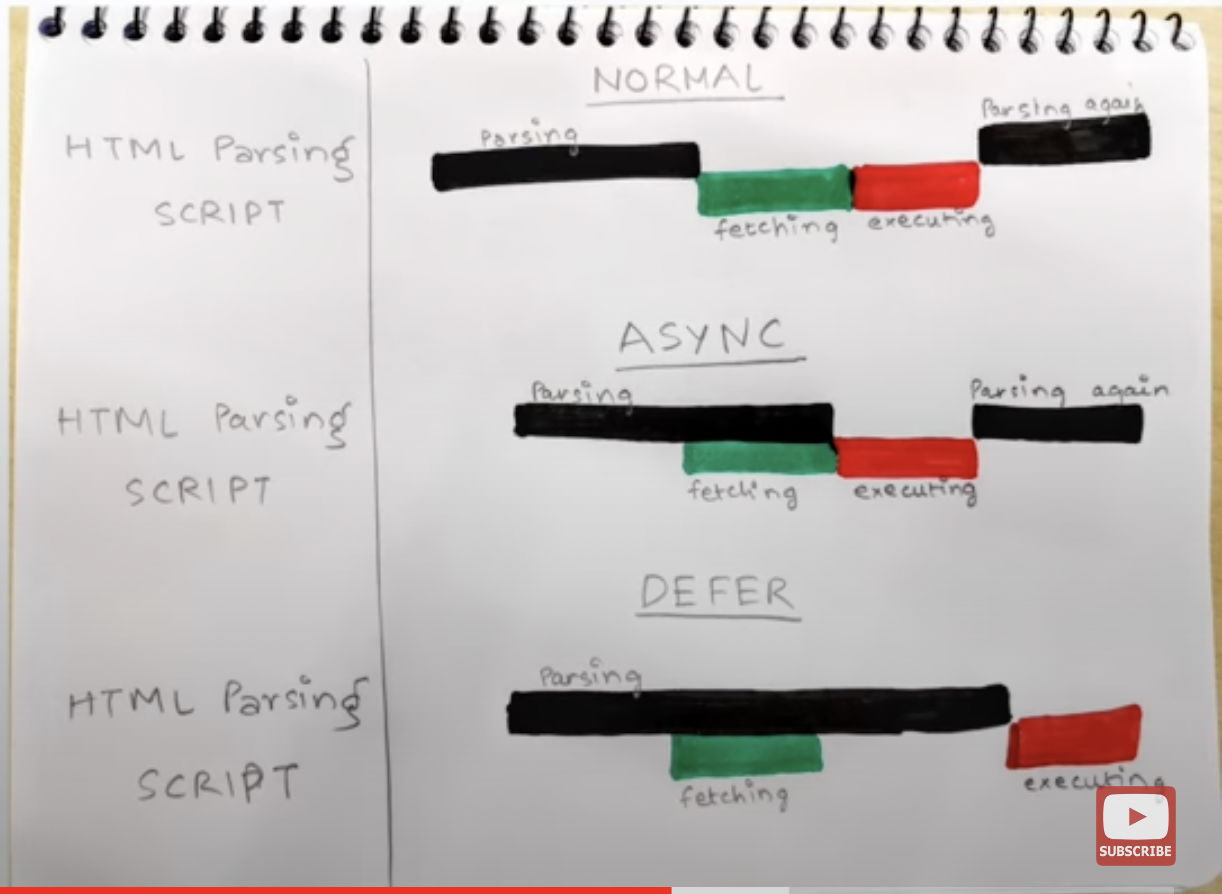 NORMAL
Parsing
Parsing again
HTML Parsing
SCRIPT
fetching
executing
ASYNC
Parsing
Parsing again
HTML Parsing
SCRIPT
fetching
executing
DEFER
Parsing
HTML Parsing
SCRIPT
fetching
executing
SUBSCRIBE